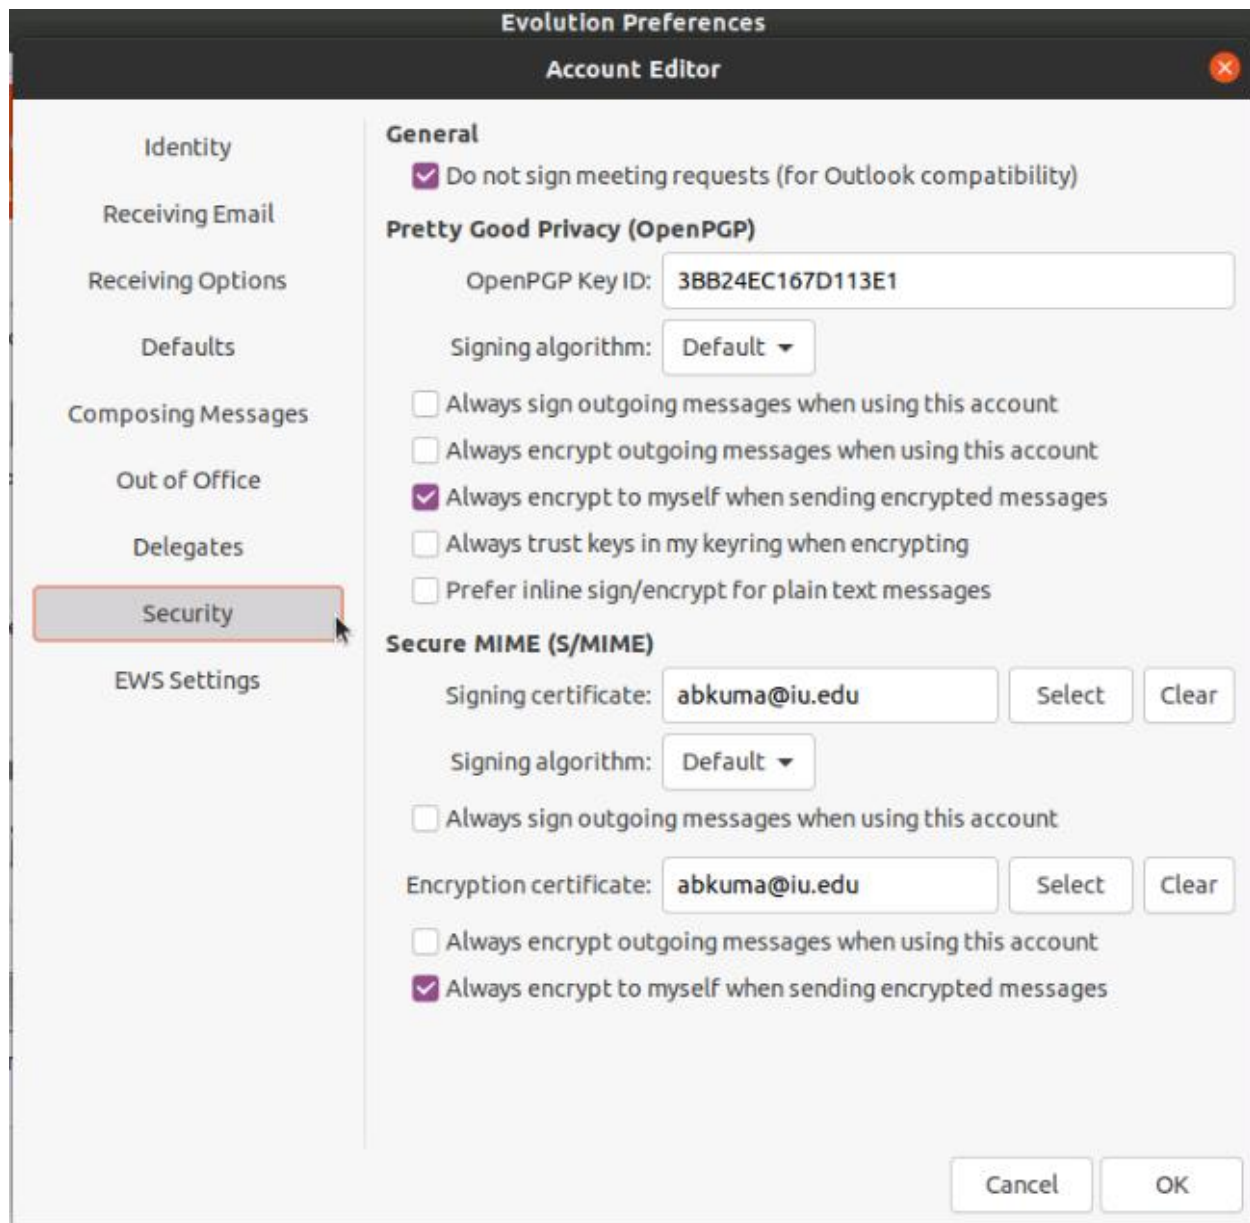 Evolution Preferences
Account Editor
Identity
Receiving Email
Receiving Options
Defaults
Composing Messages
Out of Office
Delegates
Security
EWS Settings
General
Do not sign meeting requests (for Outlook compatibility)
Pretty Good Privacy (OpenPGP)
OpenPGP Key ID: 3BB24EC167D113E1
Signing algorithm: Default
Always sign outgoing messages when using this account
Always encrypt outgoing messages when using this account
Always encrypt to myself when sending encrypted messages
Always trust keys in my keyring when encrypting
Prefer inline sign/encrypt for plain text messages
Secure MIME (S/MIME)
Signing certificate: abkuma@iu.edu Select Clear
Signing algorithm: Default
Always sign outgoing messages when using this account
Encryption certificate: abkuma@iu.edu Select Clear
Always encrypt outgoing messages when using this account
Always encrypt to myself when sending encrypted messages
Cancel OK